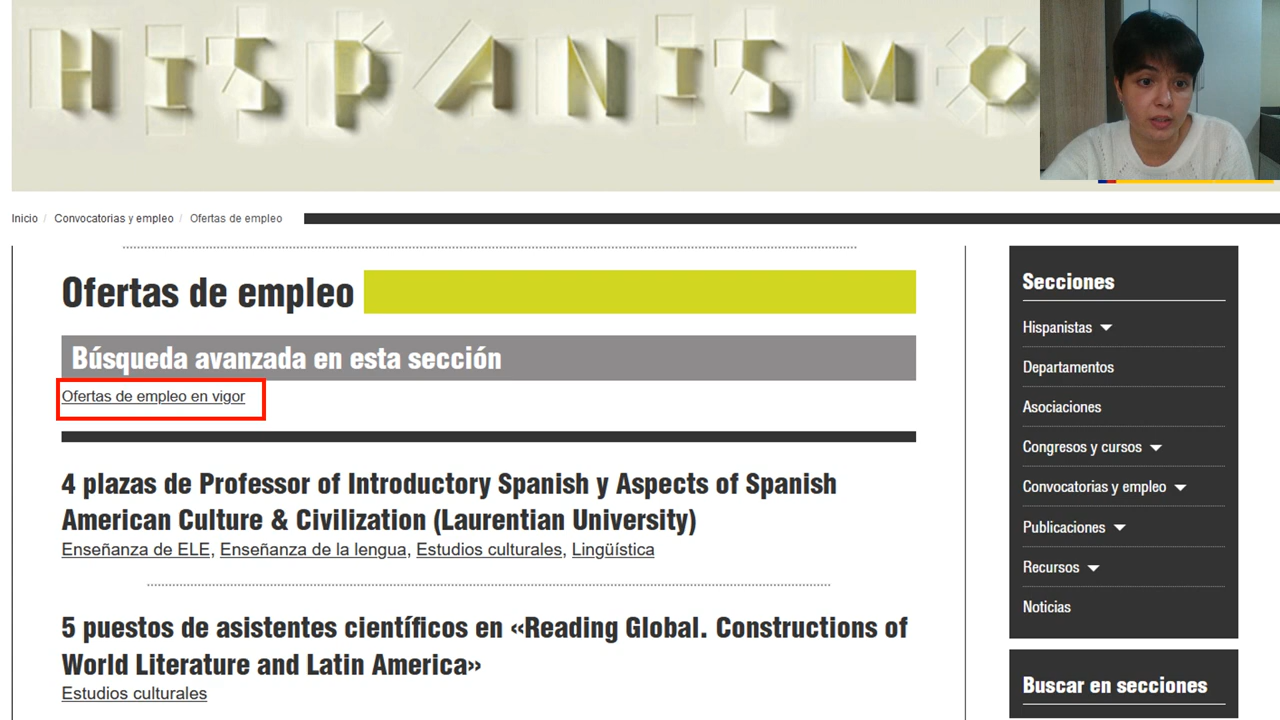 HISPANISMO
Inicio / Convocatorias y empleo / Ofertas de empleo
Ofertas de empleo
Búsqueda avanzada en esta sección
Ofertas de empleo en vigor
4 plazas de Professor of Introductory Spanish y Aspects of Spanish
American Culture & Civilization (Laurentian University)
Enseñanza de ELE, Enseñanza de la lengua, Estudios culturales, Lingüística
5 puestos de asistentes científicos en «Reading Global. Constructions of
World Literature and Latin America»
Estudios culturales
Secciones
Hispanistas
Departamentos
Asociaciones
Congresos y cursos
Convocatorias y empleo
Publicaciones
Recursos
Noticias
Buscar en secciones